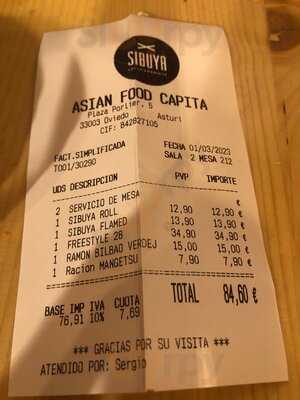 SIBUYA
ASIAN FOOD CAPITA
Plaza Porlier, 5
33003 Oviedo Asturi
CIF: B42827105
FACT.SIMPLIFICADA FECHA 01/03/2023
T001/30290 SALA 2 MESA 212
UDS DESCRIPCION PVP IMPORTE
2 SERVICIO DE MESA
1 SIBUYA ROLL 12,90 12,90 €
1 SIBUYA FLAMED 13,90 13,90 €
1 FREESTYLE 28 34,90 34,90 €
1 RAMON BILBAO VERDEJ 15,00 15,00 €
1 Racion MANGETSU 7,90 7,90 €
BASE IMP IVA CUOTA TOTAL 84,60 €
76,91 10% 7,69
*** GRACIAS POR SU VISITA ***
ATENDIDO POR: Sergio